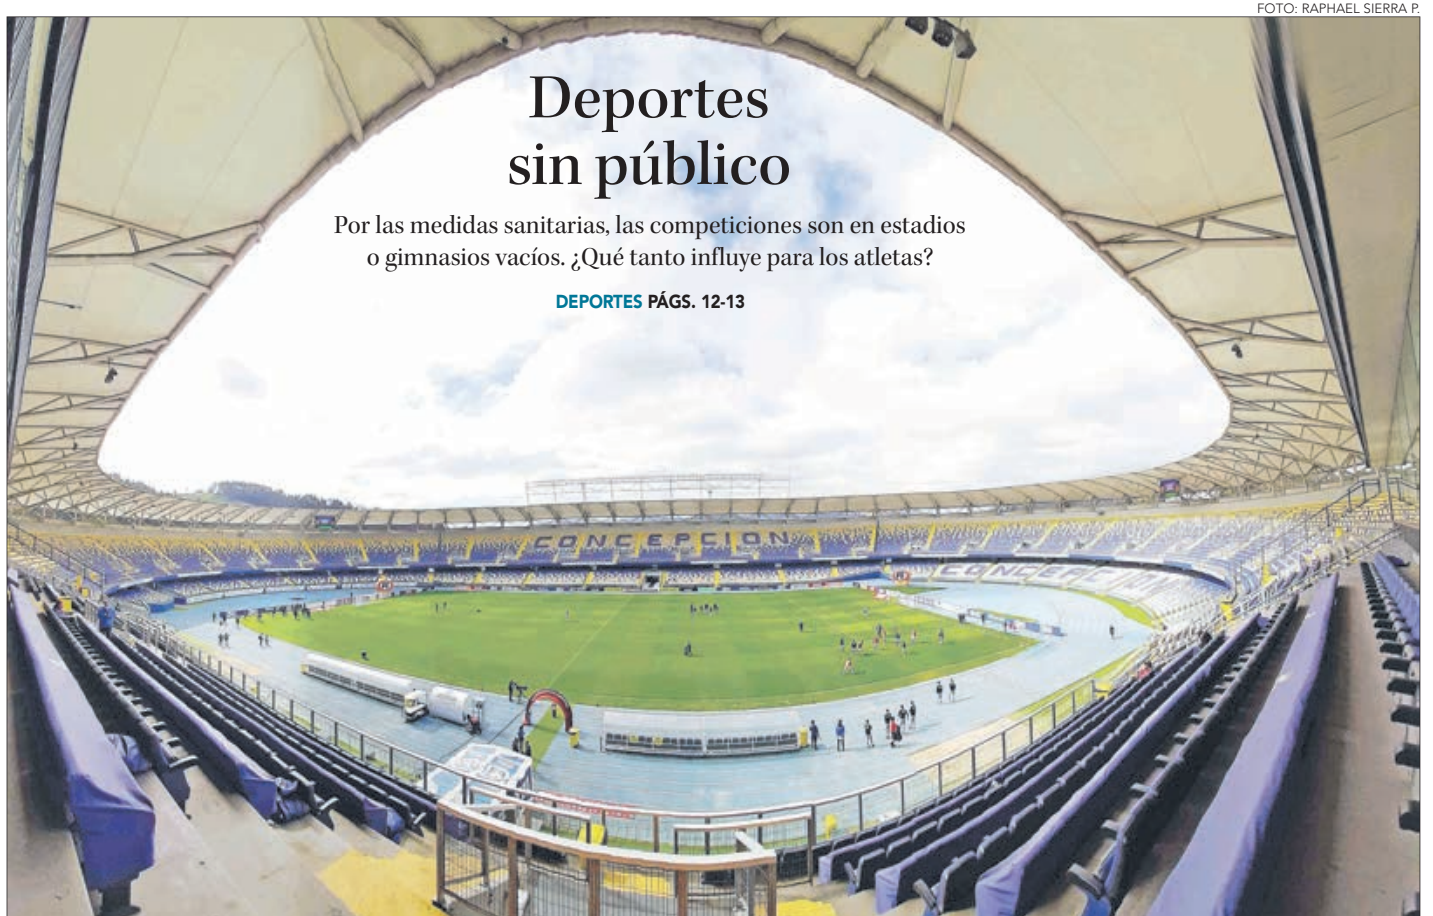 FOTO: RAPHAEL SIERRA P.
Deportes
sin público
Por las medidas sanitarias, las competiciones son en estadios
o gimnasios vacíos. ¿Qué tanto influye para los atletas?
DEPORTES PÁGS. 12-13
CONCEPCION